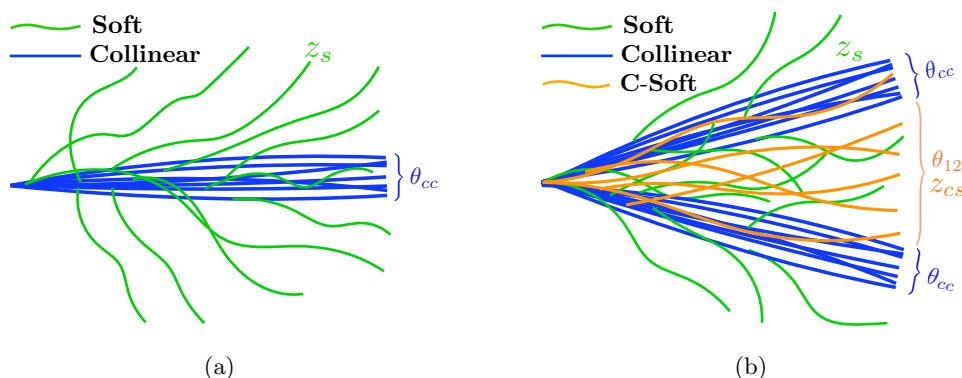 Soft
Collinear
z_s
θ_cc
(a)
Soft
Collinear
C-Soft
z_s
θ_cc
θ_12
z_cs
θ_cc
(b)